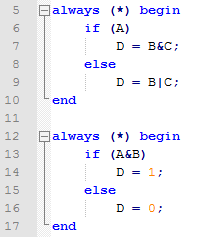 5 always (*) begin
6 if (A)
7 D = B&C;
8 else
9 D = B|C;
10 end
11
12 always (*) begin
13 if (A&B)
14 D = 1;
15 else
16 D = 0;
17 end